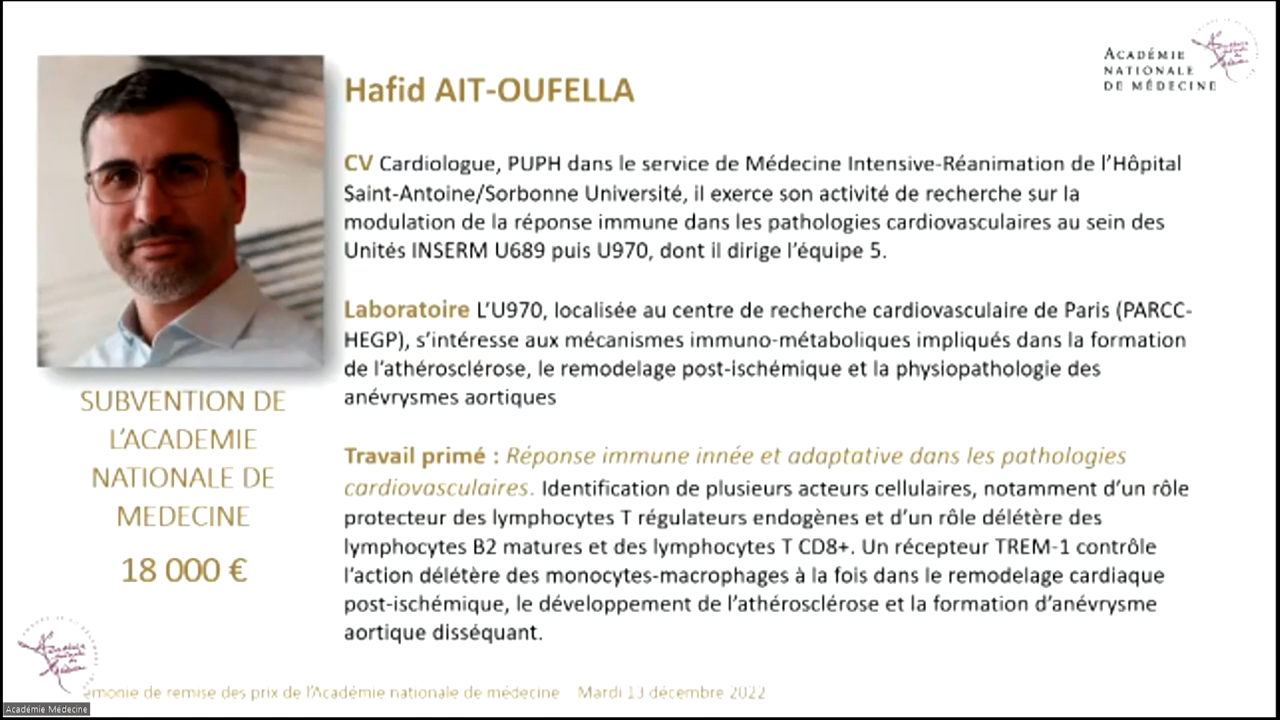 ACADÉMIE
NATIONALE
DE MÉDECINE
Hafid AIT-OUFELLA
CV Cardiologue, PUPH dans le service de Médecine Intensive-Réanimation de l’Hôpital
Saint-Antoine/Sorbonne Université, il exerce son activité de recherche sur la
modulation de la réponse immune dans les pathologies cardiovasculaires au sein des
Unités INSERM U689 puis U970, dont il dirige l’équipe 5.
Laboratoire L’U970, localisée au centre de recherche cardiovasculaire de Paris (PARCC-
HEGP), s’intéresse aux mécanismes immuno-métaboliques impliqués dans la formation
de l’athérosclérose, le remodelage post-ischémique et la physiopathologie des
anévrysmes aortiques
Travail primé : Réponse immune innée et adaptative dans les pathologies
cardiovasculaires. Identification de plusieurs acteurs cellulaires, notamment d’un rôle
protecteur des lymphocytes T régulateurs endogènes et d’un rôle délétère des
lymphocytes B2 matures et des lymphocytes T CD8+. Un récepteur TREM-1 contrôle
l’action délétère des monocytes-macrophages à la fois dans le remodelage cardiaque
post-ischémique, le développement de l’athérosclérose et la formation d’anévrysme
aortique disséquant.
SUBVENTION DE
L’ACADEMIE
NATIONALE DE
MEDECINE
18 000 €
émonie de remise des prix de l’Académie nationale de médecine Mardi 13 décembre 2022
Académie Médecine